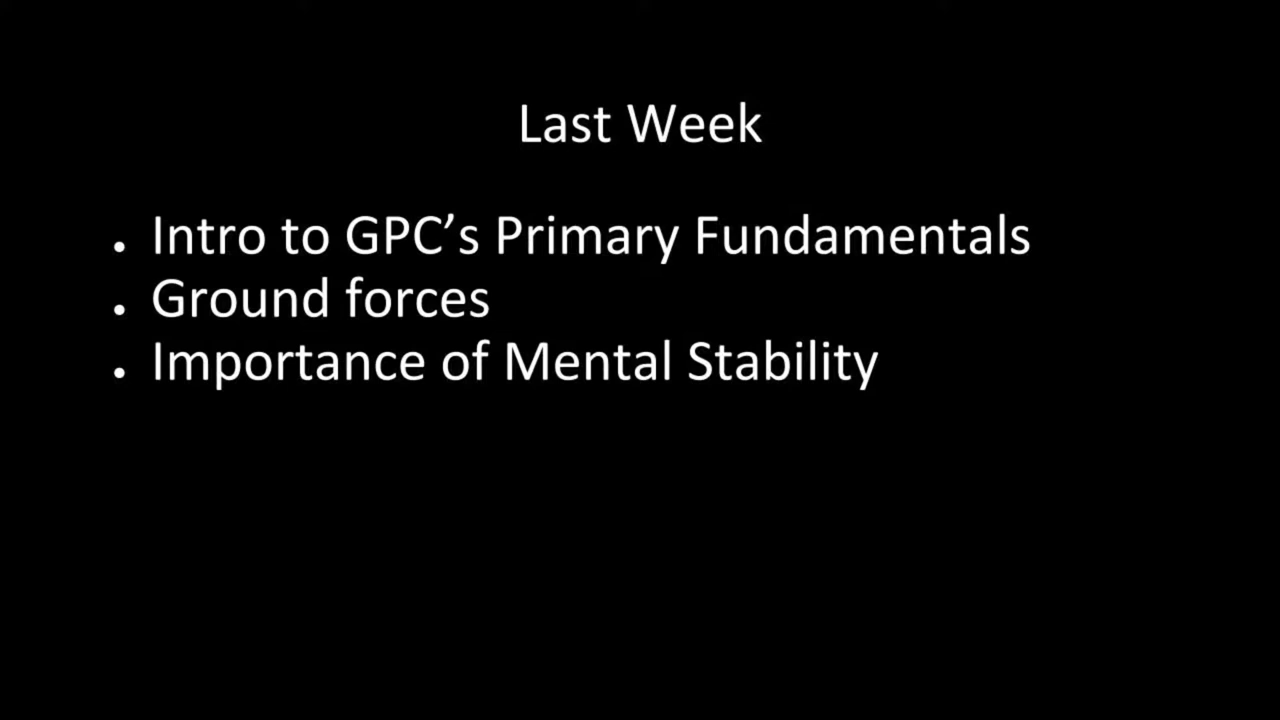 Last Week
• Intro to GPC’s Primary Fundamentals
• Ground forces
• Importance of Mental Stability